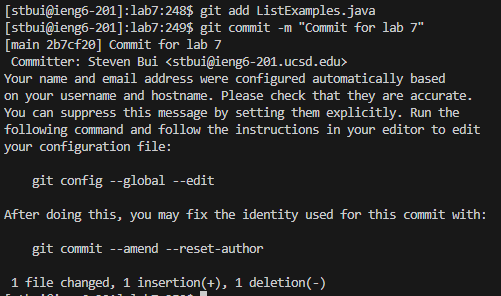 [stbui@ieng6-201]:lab7:248$ git add ListExamples.java
[stbui@ieng6-201]:lab7:249$ git commit -m "Commit for lab 7"
[main 2b7cf20] Commit for lab 7
 Committer: Steven Bui <stbui@ieng6-201.ucsd.edu>
Your name and email address were configured automatically based
on your username and hostname. Please check that they are accurate.
You can suppress this message by setting them explicitly. Run the
following command and follow the instructions in your editor to edit
your configuration file:

    git config --global --edit

After doing this, you may fix the identity used for this commit with:

    git commit --amend --reset-author

 1 file changed, 1 insertion(+), 1 deletion(-)